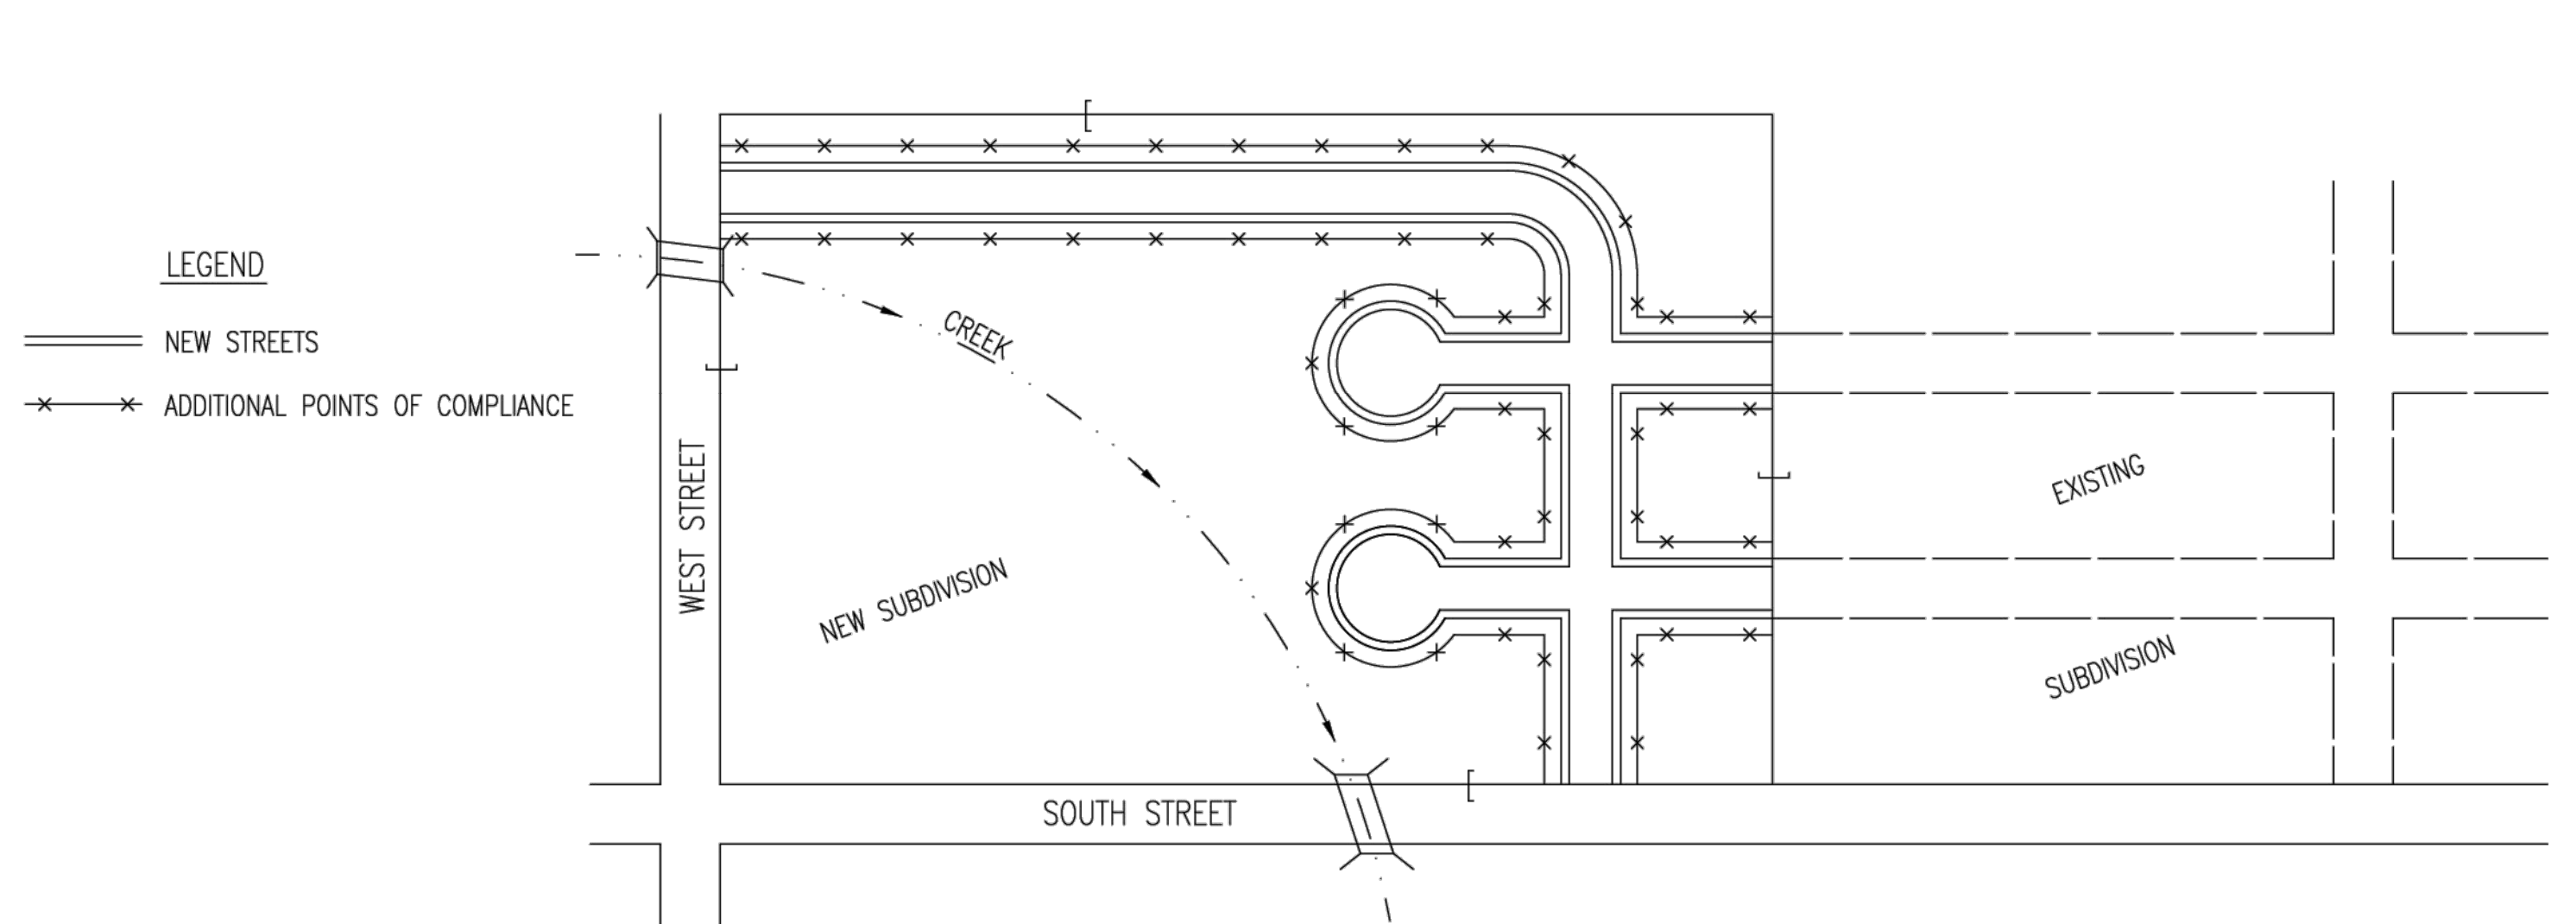 LEGEND
NEW STREETS
ADDITIONAL POINTS OF COMPLIANCE
WEST STREET
CREEK
NEW SUBDIVISION
SOUTH STREET
EXISTING
SUBDIVISION